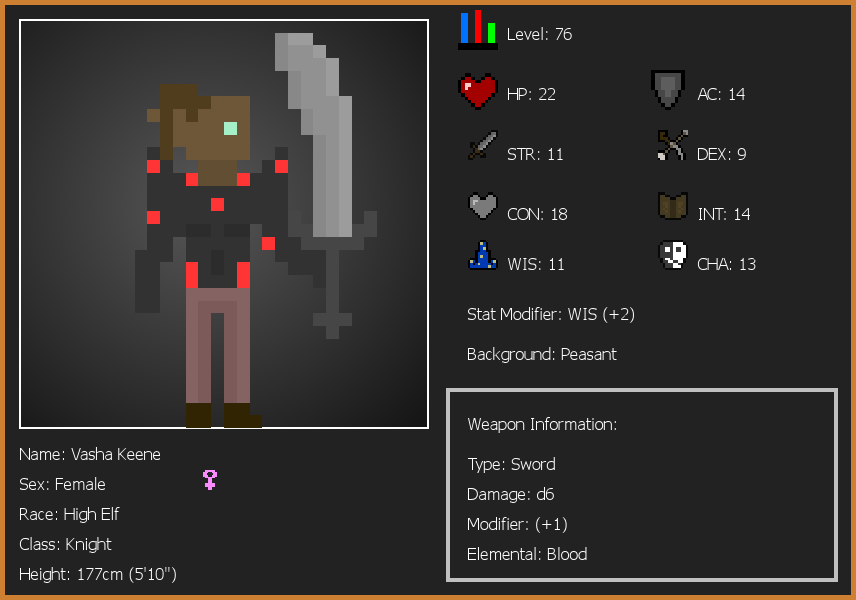 Level: 76
HP: 22
AC: 14
STR: 11
DEX: 9
CON: 18
INT: 14
WIS: 11
CHA: 13
Stat Modifier: WIS (+2)
Background: Peasant
Weapon Information:
Type: Sword
Damage: d6
Modifier: (+1)
Elemental: Blood
Name: Vasha Keene
Sex: Female
Race: High Elf
Class: Knight
Height: 177cm (5'10")